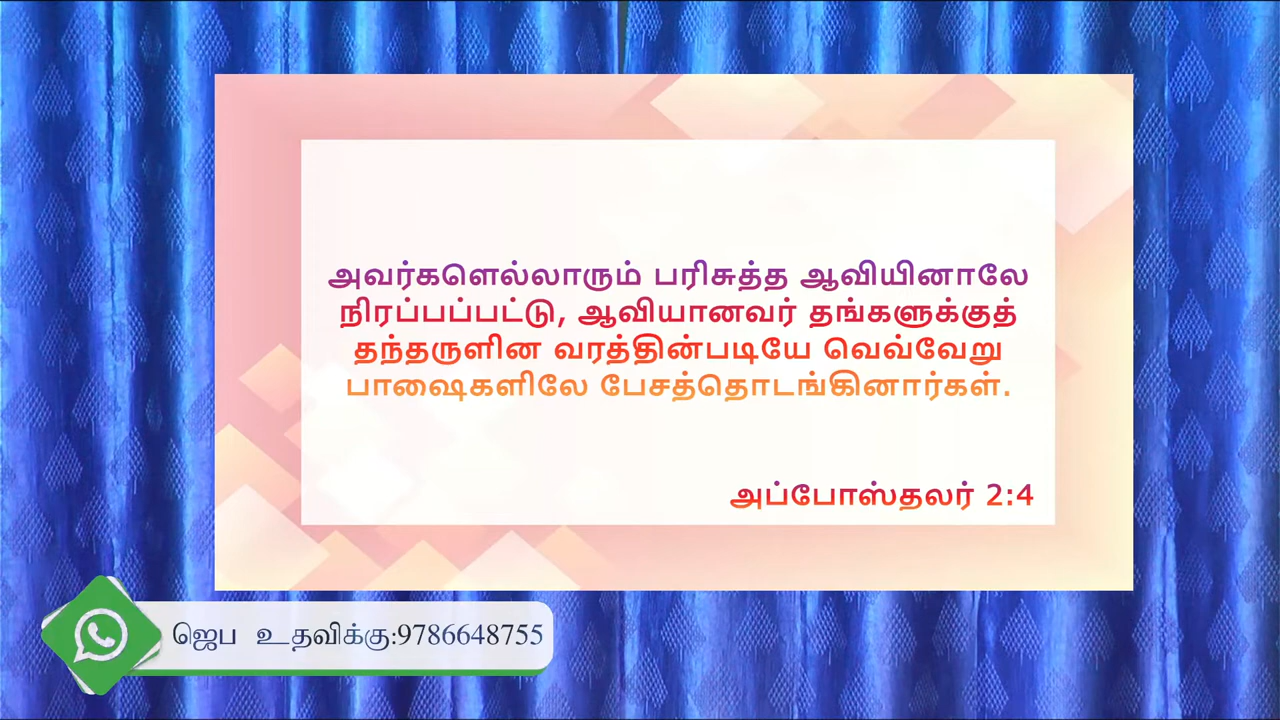 அவர்களெல்லாரும் பரிசுத்த ஆவியினாலே
நிரப்பப்பட்டு, ஆவியானவர் தங்களுக்குத்
தந்தருளின வரத்தின்படியே வெவ்வேறு
பாஷைகளிலே பேசத்தொடங்கினார்கள்.
அப்போஸ்தலர் 2:4
ஜெப உதவிக்கு:9786648755